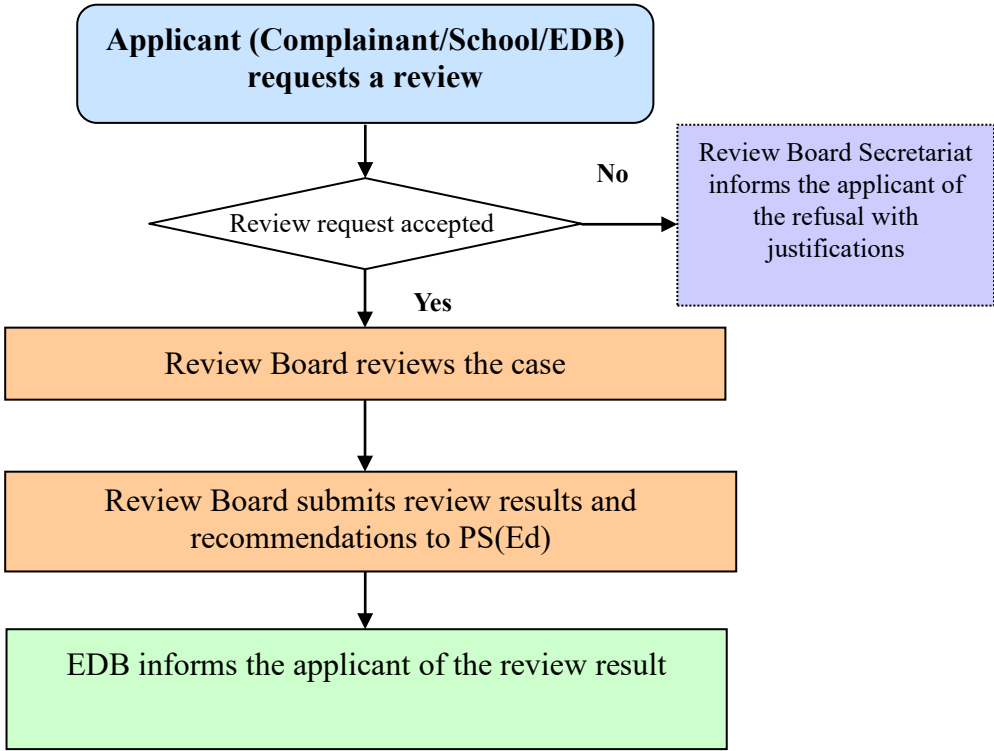 Applicant (Complainant/School/EDB)
requests a review
No
Review Board Secretariat
informs the applicant of
the refusal with
justifications
Review request accepted
Yes
Review Board reviews the case
Review Board submits review results and
recommendations to PS(Ed)
EDB informs the applicant of the review result